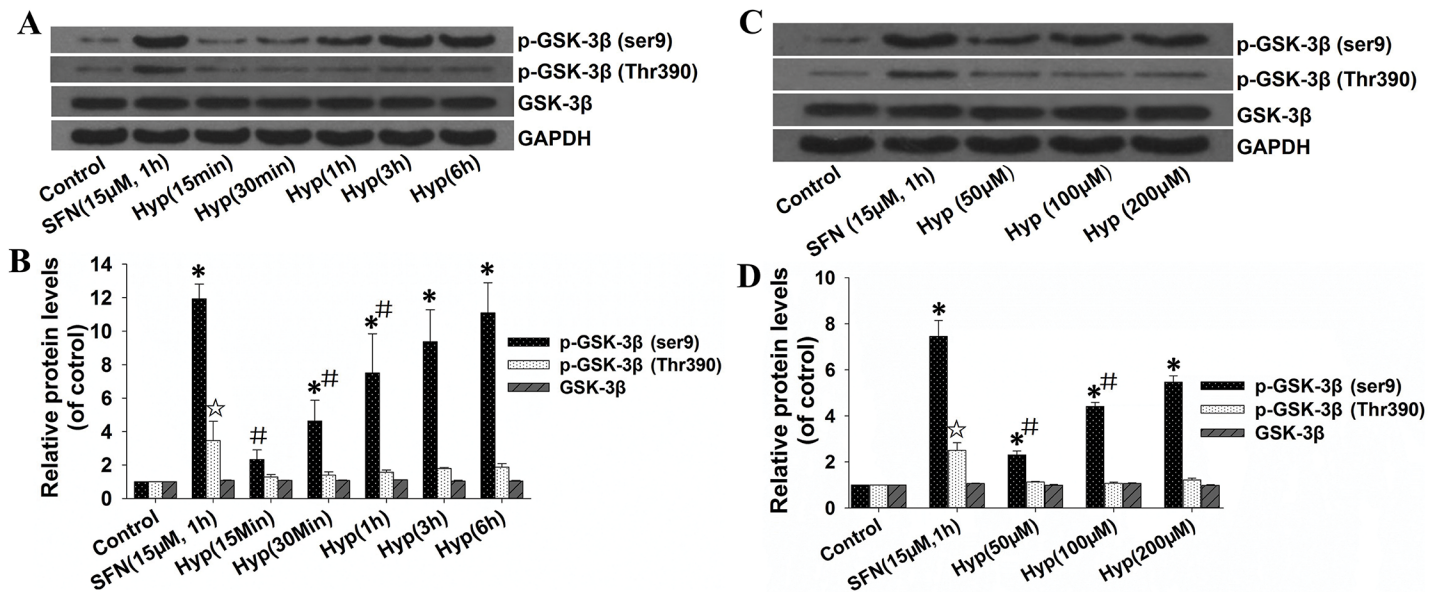 A
p-GSK-3β (ser9)
p-GSK-3β (Thr390)
GSK-3β
GAPDH
Control
SFN(15μM, 1h)
Hyp(15min)
Hyp(30min)
Hyp(1h)
Hyp(3h)
Hyp(6h)
B
Relative protein levels
(of cotrol)
14
12
10
8
6
4
2
0
*
☆
#
*#
*#
*
*
p-GSK-3β (ser9)
p-GSK-3β (Thr390)
GSK-3β
Control
SFN(15μM, 1h)
Hyp(15Min)
Hyp(30Min)
Hyp(1h)
Hyp(3h)
Hyp(6h)
C
p-GSK-3β (ser9)
p-GSK-3β (Thr390)
GSK-3β
GAPDH
Control
SFN (15μM, 1h)
Hyp (50μM)
Hyp (100μM)
Hyp (200μM)
D
Relative protein levels
(of cotrol)
10
8
6
4
2
0
*
☆
*#
*#
*
p-GSK-3β (ser9)
p-GSK-3β (Thr390)
GSK-3β
Control
SFN(15μM,1h)
Hyp(50μM)
Hyp(100μM)
Hyp(200μM)